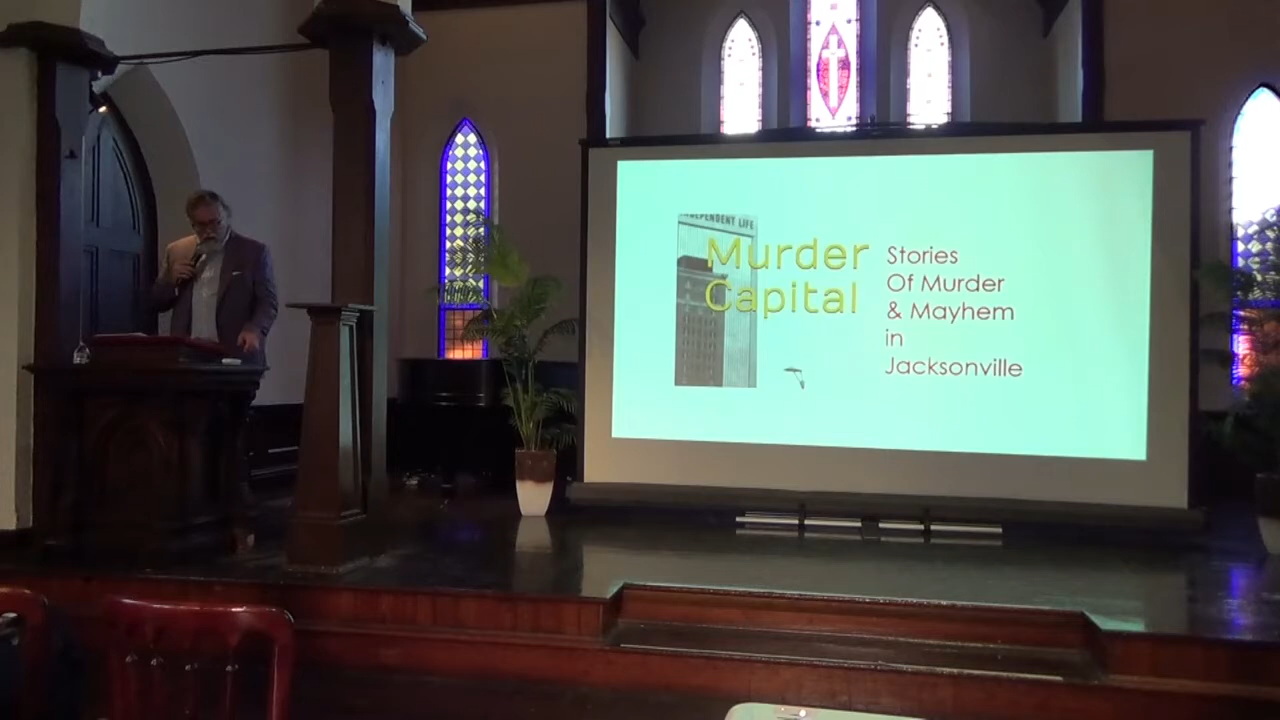 INDEPENDENT LIFE
Murder
Capital
Stories
Of Murder
& Mayhem
in
Jacksonville